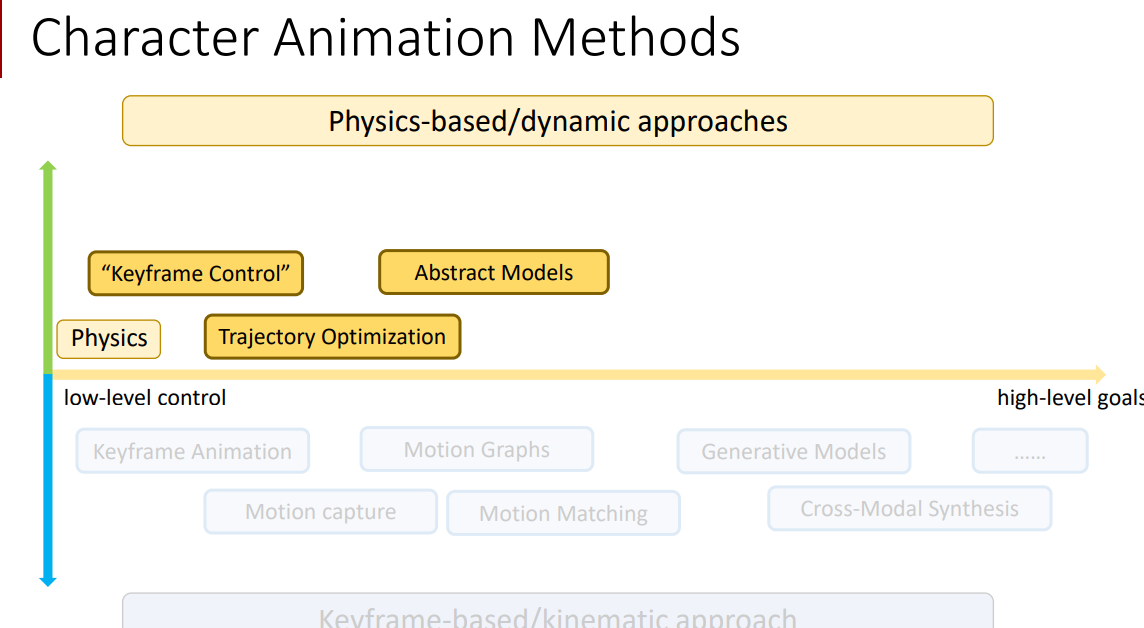 Character Animation Methods
Physics-based/dynamic approaches
“Keyframe Control”
Abstract Models
Physics
Trajectory Optimization
low-level control
high-level goals
Keyframe Animation
Motion Graphs
Generative Models
......
Motion capture
Motion Matching
Cross-Modal Synthesis
Keyframe-based/kinematic approach